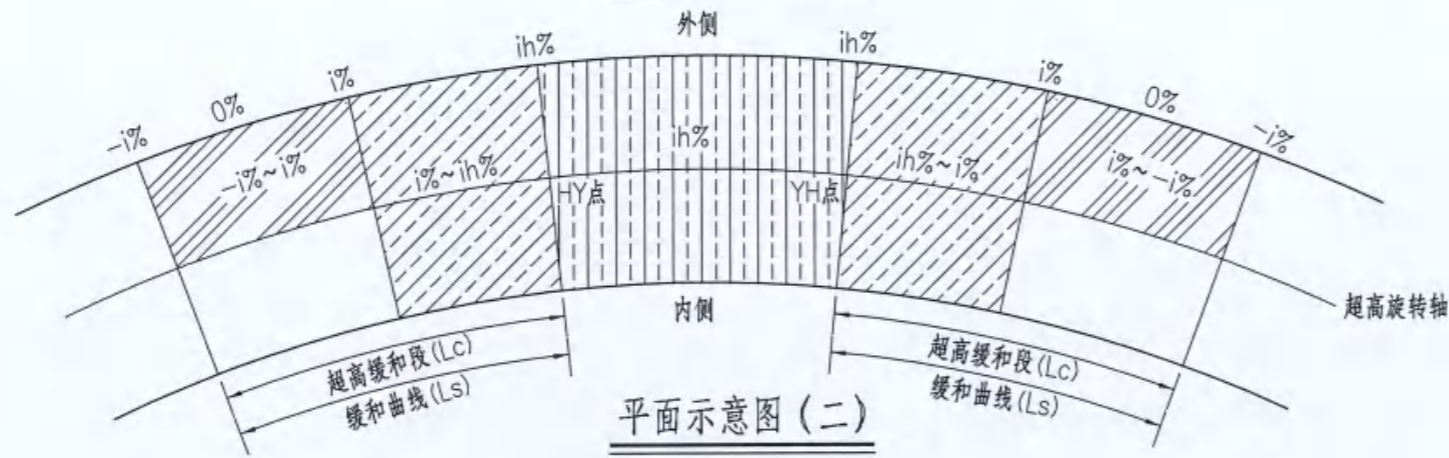 外侧
ih%
ih%
i%
i%
0%
0%
-i%
-i%
-i%~i%
i%~ih%
ih%
ih%~i%
i%~-i%
HY点
YH点
内侧
超高旋转轴
超高缓和段(Lc)
缓和曲线(Ls)
超高缓和段(Lc)
缓和曲线(Ls)
平面示意图(二)